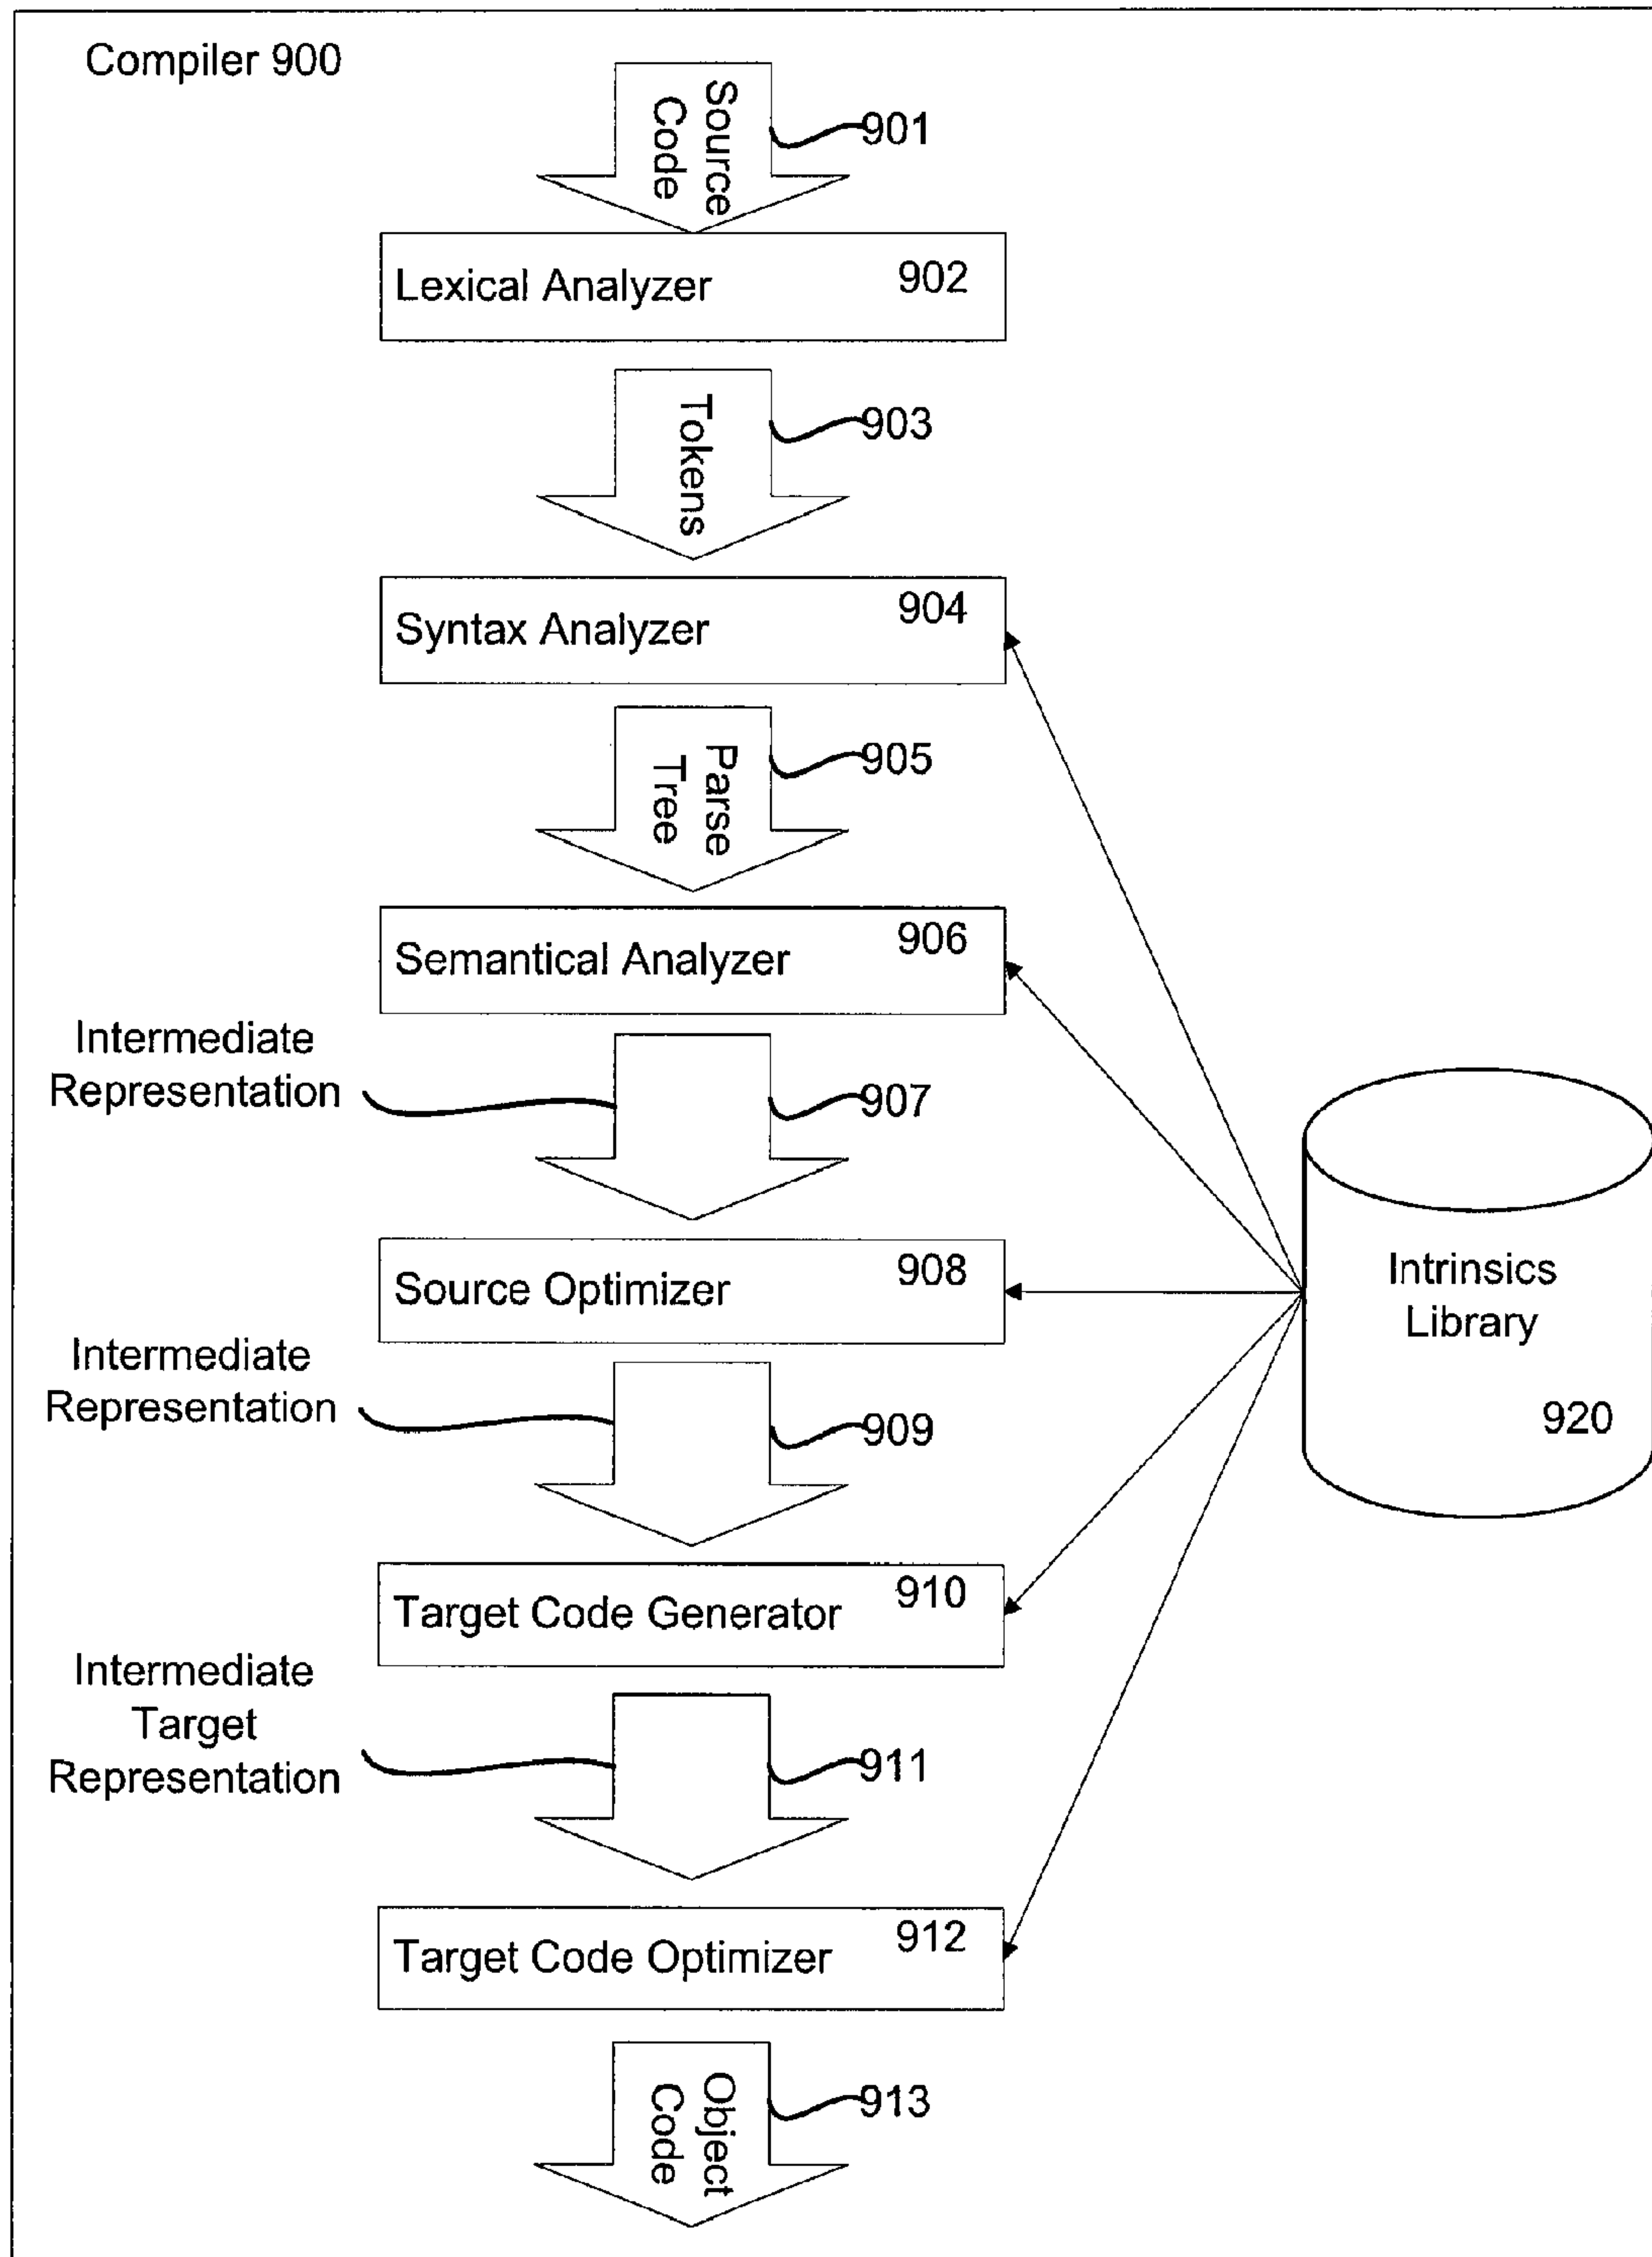 Compiler 900
Source
Code
901
Lexical Analyzer
902
Tokens
903
Syntax Analyzer
904
Parse
Tree
905
Semantical Analyzer
906
Intermediate
Representation
907
Source Optimizer
908
Intrinsics
Library
920
Intermediate
Representation
909
Target Code Generator
910
Intermediate
Target
Representation
911
Target Code Optimizer
912
Object
Code
913